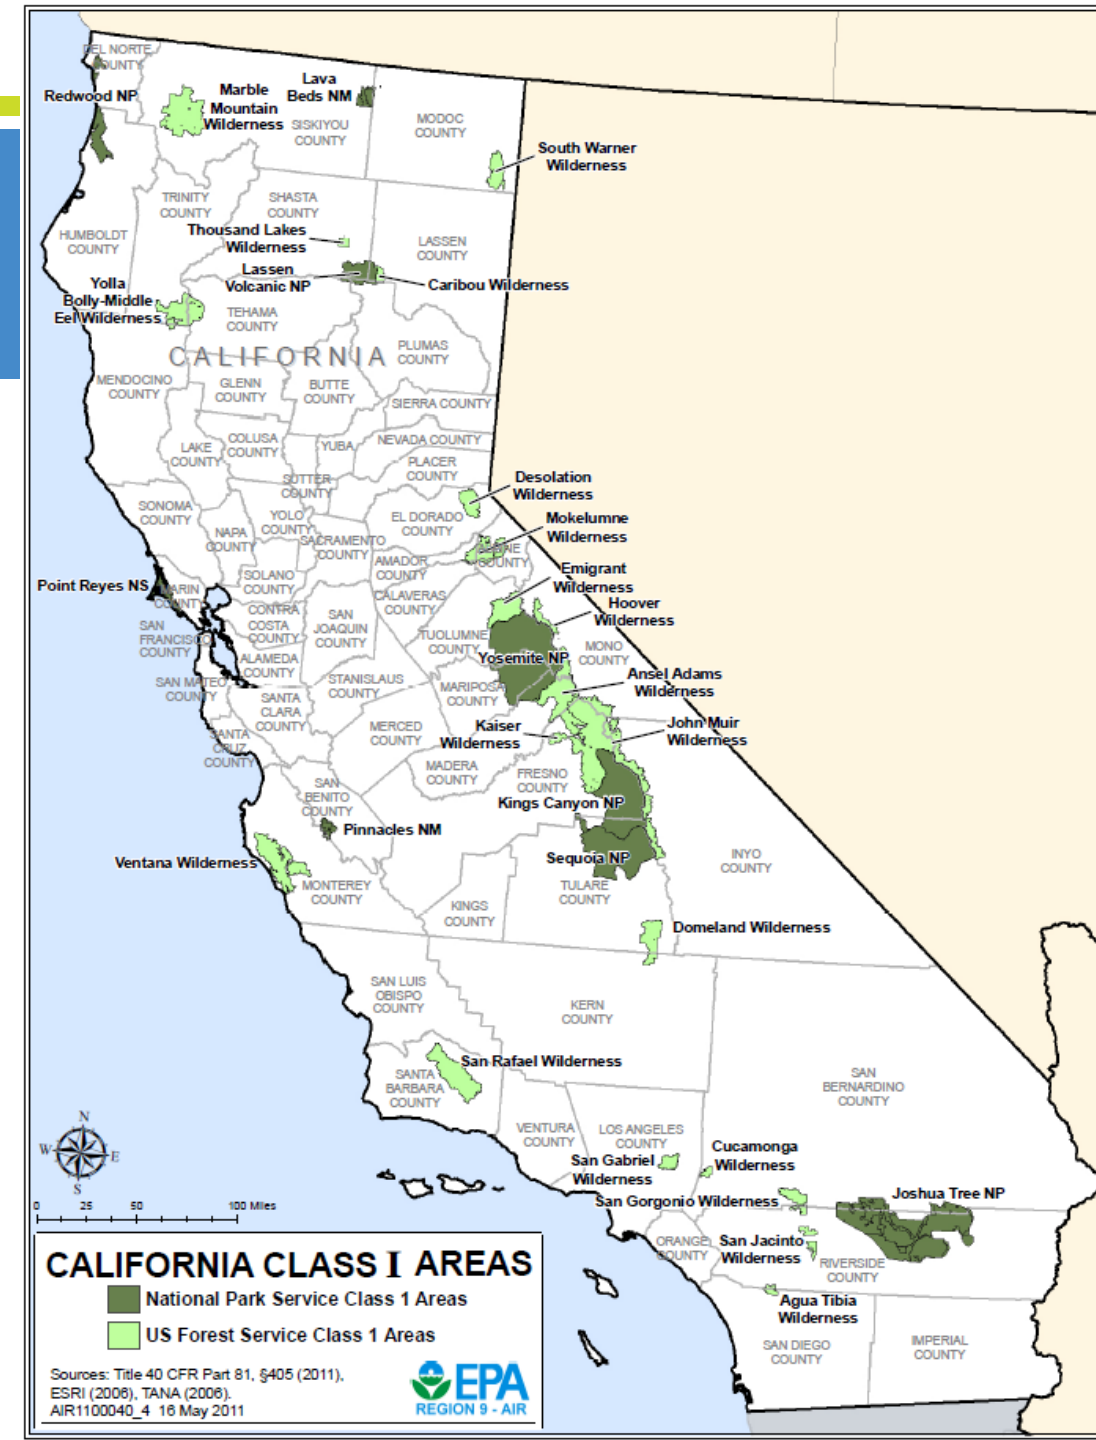 DEL NORTE
COUNTY
Redwood NP
Marble
Mountain
Wilderness
Lava
Beds NM
SISKIYOU
COUNTY
MODOC
COUNTY
South Warner
Wilderness
TRINITY
COUNTY
SHASTA
COUNTY
HUMBOLDT
COUNTY
Thousand Lakes
Wilderness
LASSEN
COUNTY
Lassen
Volcanic NP
Caribou Wilderness
Yolla
Bolly-Middle
Eel Wilderness
TEHAMA
COUNTY
PLUMAS
COUNTY
CALIFORNIA
MENDOCINO
COUNTY
GLENN
COUNTY
BUTTE
COUNTY
SIERRA COUNTY
LAKE
COUNTY
COLUSA
COUNTY
YUBA
NEVADA COUNTY
PLACER
COUNTY
SUTTER
COUNTY
Desolation
Wilderness
SONOMA
COUNTY
NAPA
COUNTY
YOLO
COUNTY
EL DORADO
COUNTY
SACRAMENTO
COUNTY
Mokelumne
Wilderness
ALPINE
COUNTY
AMADOR
COUNTY
Emigrant
Wilderness
Point Reyes NS
MARIN
COUNTY
SOLANO
COUNTY
CALAVERAS
COUNTY
Hoover
Wilderness
CONTRA
COSTA
COUNTY
SAN
JOAQUIN
COUNTY
SAN
FRANCISCO
COUNTY
TUOLUMNE
COUNTY
Yosemite NP
MONO
COUNTY
ALAMEDA
COUNTY
SAN MATEO
COUNTY
STANISLAUS
COUNTY
MARIPOSA
COUNTY
Ansel Adams
Wilderness
SANTA
CLARA
COUNTY
MERCED
COUNTY
Kaiser
Wilderness
John Muir
Wilderness
SANTA
CRUZ
COUNTY
MADERA
COUNTY
FRESNO
COUNTY
SAN
BENITO
COUNTY
Kings Canyon NP
Pinnacles NM
Ventana Wilderness
Sequoia NP
INYO
COUNTY
MONTEREY
COUNTY
TULARE
COUNTY
KINGS
COUNTY
Domeland Wilderness
SAN LUIS
OBISPO
COUNTY
KERN
COUNTY
San Rafael Wilderness
SANTA
BARBARA
COUNTY
SAN
BERNARDINO
COUNTY
VENTURA
COUNTY
LOS ANGELES
COUNTY
Cucamonga
Wilderness
San Gabriel
Wilderness
San Gorgonio Wilderness
Joshua Tree NP
ORANGE
COUNTY
San Jacinto
Wilderness
RIVERSIDE
COUNTY
Agua Tibia
Wilderness
SAN DIEGO
COUNTY
IMPERIAL
COUNTY
N
W E
S
0 25 50 100 Miles
CALIFORNIA CLASS I AREAS
National Park Service Class 1 Areas
US Forest Service Class 1 Areas
Sources: Title 40 CFR Part 81, §405 (2011),
ESRI (2006), TANA (2006).
AIR1100040_4 16 May 2011
EPA
REGION 9 - AIR